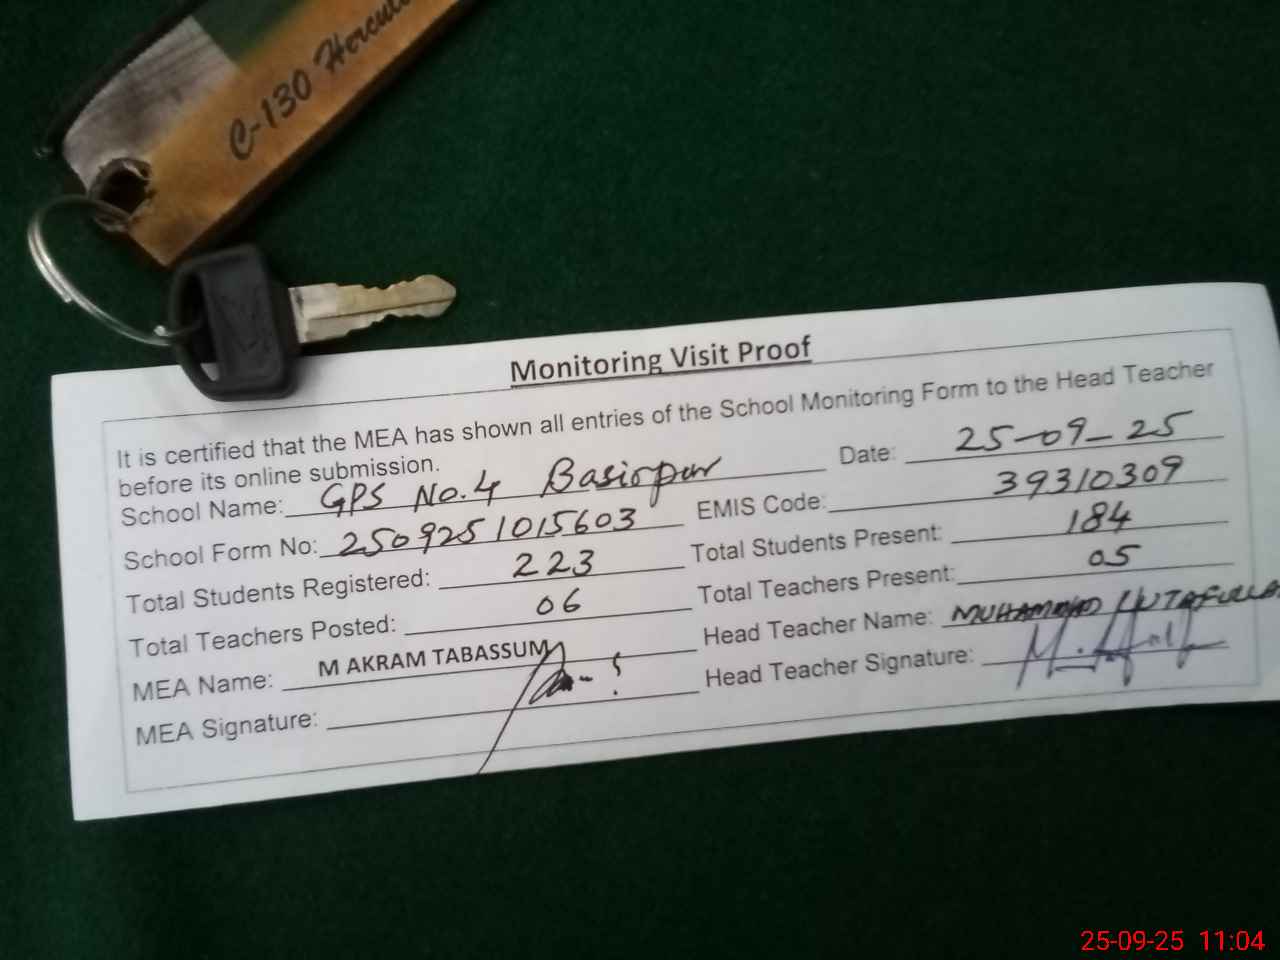 C-130 Hercul
Monitoring Visit Proof
It is certified that the MEA has shown all entries of the School Monitoring Form to the Head Teacher
before its online submission.
School Name: GPS No.4 Basirpur Date: 25-09-25
School Form No: 2509251015603 EMIS Code: 39310309
Total Students Registered: 223 Total Students Present: 184
Total Teachers Posted: 06 Total Teachers Present: 05
MEA Name: M AKRAM TABASSUM Head Teacher Name: MUHAMMAD
MEA Signature: Head Teacher Signature:
25-09-25 11:04